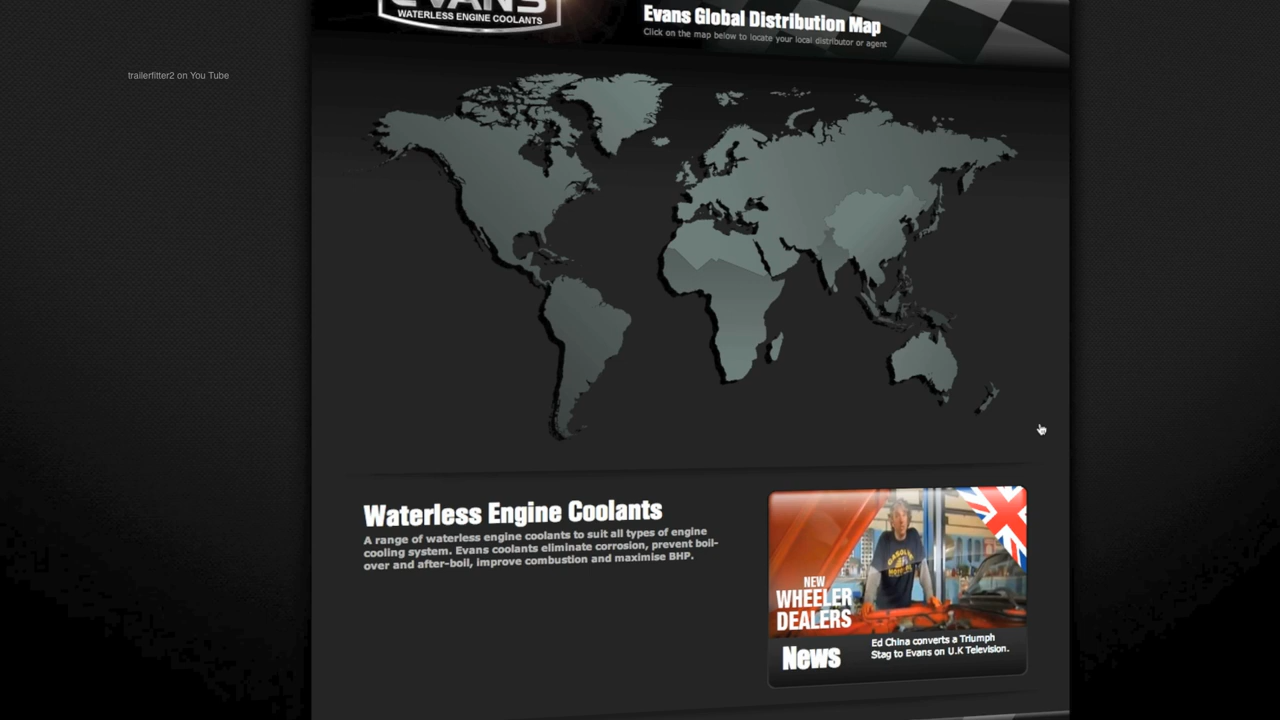 EVANS
WATERLESS ENGINE COOLANTS
Evans Global Distribution Map
Click on the map below to locate your local distributor or agent
trailerfitter2 on You Tube
Waterless Engine Coolants
A range of waterless engine coolants to suit all types of engine
cooling system. Evans coolants eliminate corrosion, prevent boil-
over and after-boil, improve combustion and maximise BHP.
GASOLINE
NEW
WHEELER
DEALERS
News
Ed China converts a Triumph
Stag to Evans on U.K Television.